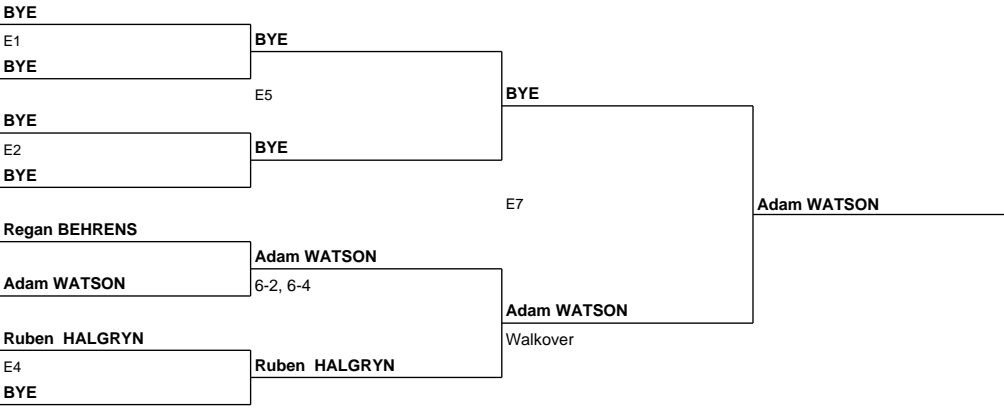 BYE
E1
BYE
BYE
E5
BYE
BYE
E2
BYE
BYE
E7
Adam WATSON
Regan BEHRENS
Adam WATSON
Adam WATSON
6-2, 6-4
Adam WATSON
Walkover
Ruben  HALGRYN
E4
Ruben  HALGRYN
BYE